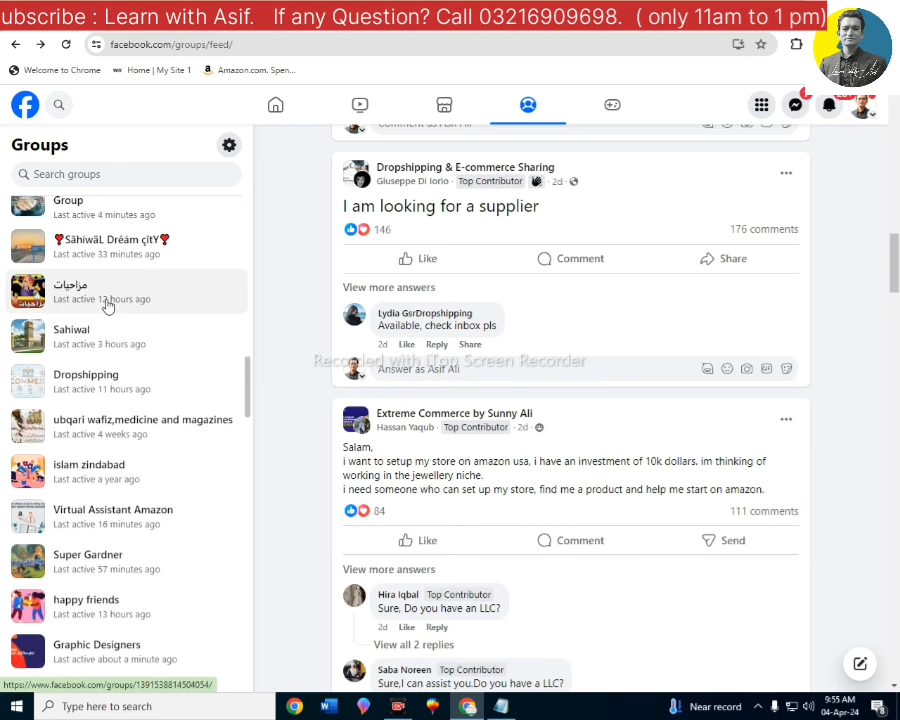 ubscribe : Learn with Asif.   If any Question? Call 03216909698.  ( only 11am to 1 pm)
facebook.com/groups/feed/
Welcome to Chrome
Home | My Site 1
Amazon.com. Spen...
Groups
Search groups
Group
Last active 4 minutes ago
❣SãhiwäL Dréám çîtY❣
Last active 33 minutes ago
مزاحیات
Last active 12 hours ago
Sahiwal
Last active 3 hours ago
Dropshipping
Last active 11 hours ago
ubqari wafiz,medicine and magazines
Last active 4 weeks ago
islam zindabad
Last active a year ago
Virtual Assistant Amazon
Last active 16 minutes ago
Super Gardner
Last active 57 minutes ago
happy friends
Last active 13 hours ago
Graphic Designers
Last active about a minute ago
https://www.facebook.com/groups/1391538814504054/
Comment as Asif Ali
Dropshipping & E-commerce Sharing
Giuseppe Di Iorio · Top Contributor · 2d ·
I am looking for a supplier
146
176 comments
Like
Comment
Share
View more answers
Lydia GsrDropshipping
Available, check inbox pls
2d Like Reply Share
Recorded with iTop Screen Recorder
Answer as Asif Ali
Extreme Commerce by Sunny Ali
Hassan Yaqub · Top Contributor · 2d ·
Salam,
i want to setup my store on amazon usa, i have an investment of 10k dollars. im thinking of
working in the jewellery niche.
i need someone who can set up my store, find me a product and help me start on amazon.
84
111 comments
Like
Comment
Send
View more answers
Hira Iqbal Top Contributor
Sure, Do you have an LLC?
2d Like Reply
View all 2 replies
Saba Noreen Top Contributor
Sure,I can assist you.Do you have a LLC?
Type here to search
Near record
9:55 AM
04-Apr-24
8